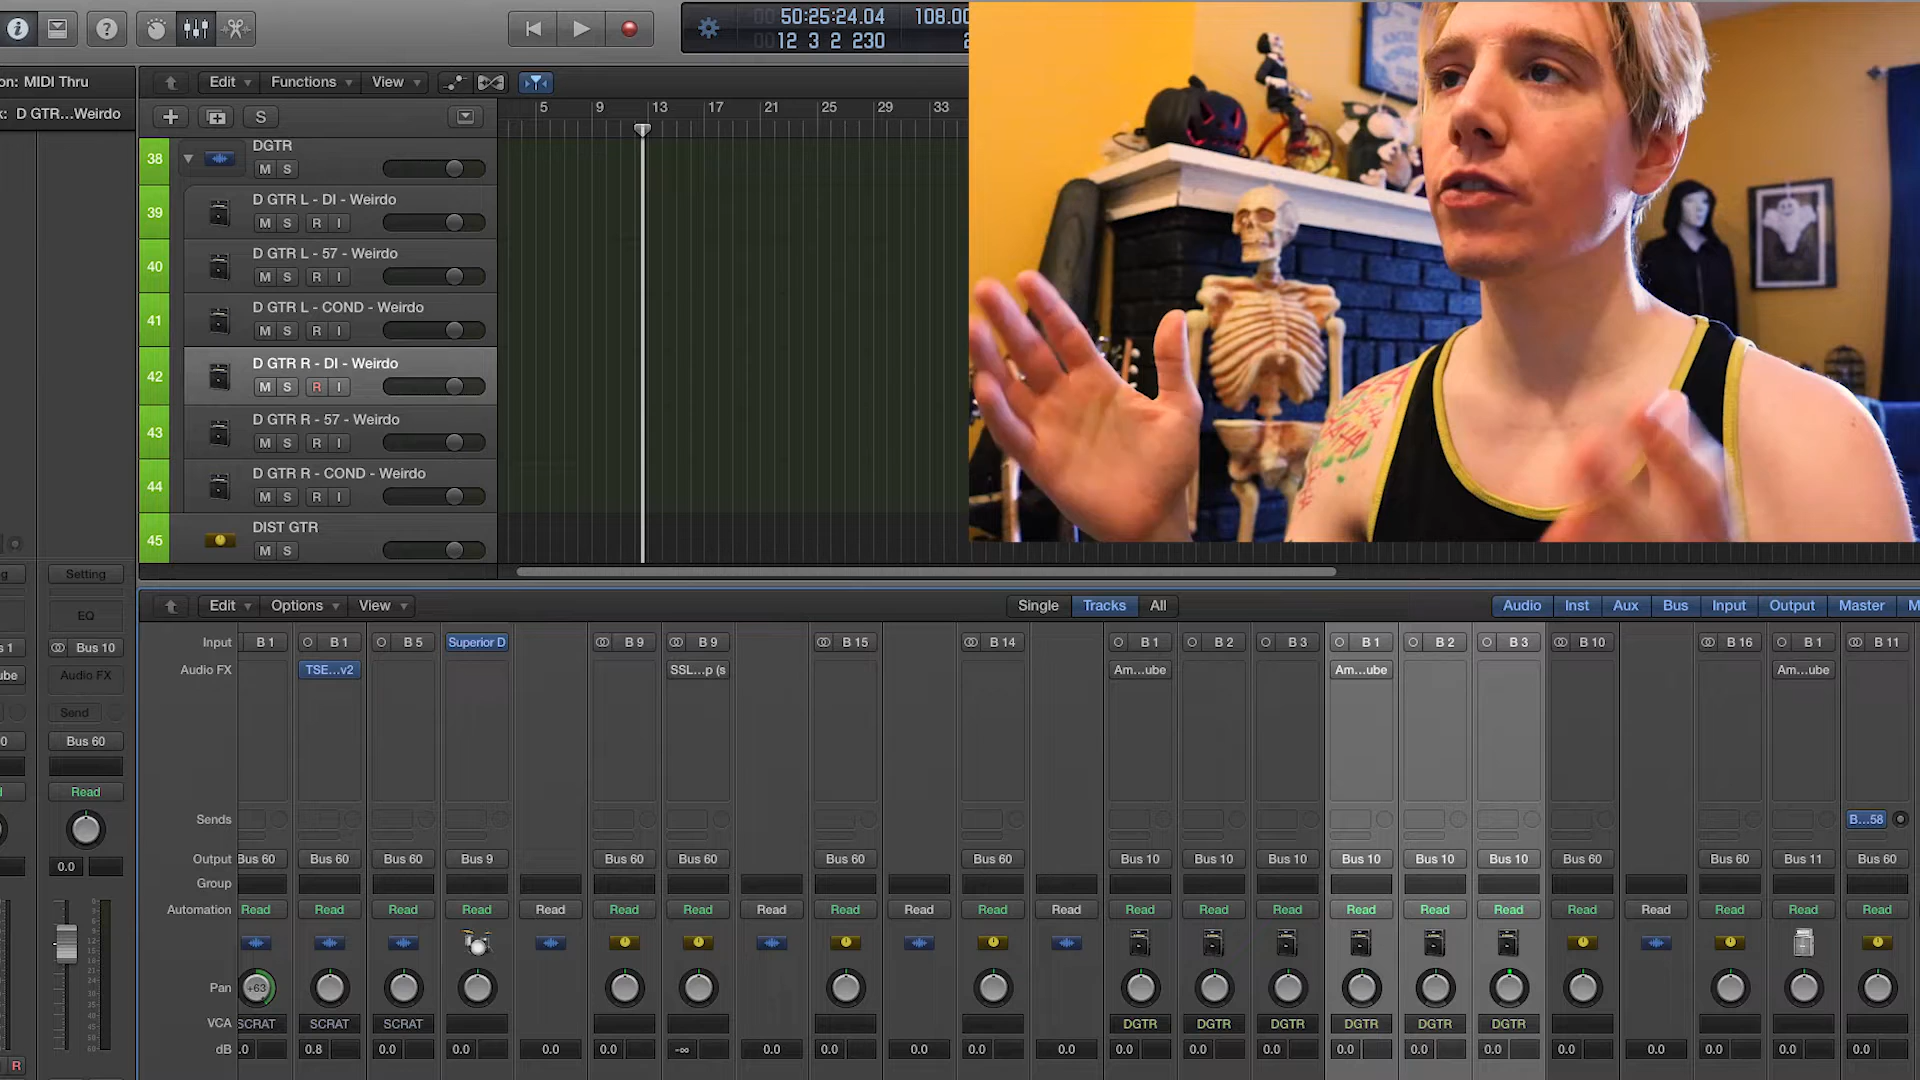 50:25:24.04
12 3 2 230
108.00
on: MIDI Thru
D GTR...Weirdo
Edit Functions View
S
5 9 13 17 21 25 29 33
38 DGTR
M S
39 D GTR L - DI - Weirdo
M S R I
40 D GTR L - 57 - Weirdo
M S R I
41 D GTR L - COND - Weirdo
M S R I
42 D GTR R - DI - Weirdo
M S R I
43 D GTR R - 57 - Weirdo
M S R I
44 D GTR R - COND - Weirdo
M S R I
45 DIST GTR
M S
Setting
EQ
Bus 10
Audio FX
Send
Bus 60
Read
0.0
R
Edit Options View Single Tracks All Audio Inst Aux Bus Input Output Master M
Input B 1 B 1 B 5 Superior D B 9 B 9 B 15 B 14 B 1 B 2 B 3 B 1 B 2 B 3 B 10 B 16 B 1 B 11
Audio FX TSE...v2 SSL...p (s Am...ube Am...ube Am...ube
Sends B...58
Output Bus 60 Bus 60 Bus 60 Bus 9 Bus 60 Bus 60 Bus 60 Bus 60 Bus 10 Bus 10 Bus 10 Bus 10 Bus 10 Bus 10 Bus 60 Bus 60 Bus 11 Bus 60
Group
Automation Read Read Read Read Read Read Read Read Read Read Read Read Read Read Read Read Read Read Read Read Read Read Read
Pan +63
VCA SCRAT SCRAT SCRAT DGTR DGTR DGTR DGTR DGTR DGTR
dB .0 0.8 0.0 0.0 0.0 0.0 -∞ 0.0 0.0 0.0 0.0 0.0 0.0 0.0 0.0 0.0 0.0 0.0 0.0 0.0 0.0 0.0 0.0